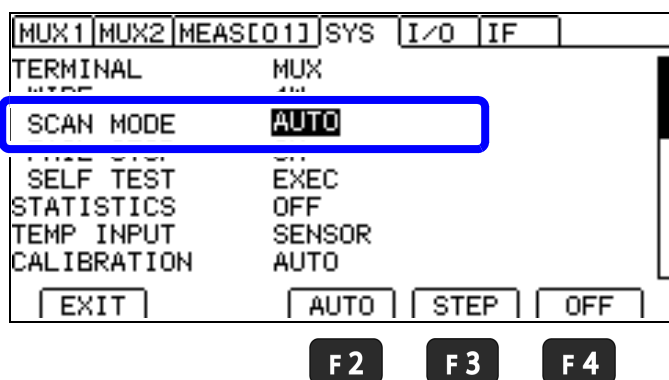 MUX1 MUX2 MEAS[01] SYS I/O IF
TERMINAL MUX
SCAN MODE AUTO
SELF TEST EXEC
STATISTICS OFF
TEMP INPUT SENSOR
CALIBRATION AUTO
EXIT AUTO STEP OFF
F2 F3 F4